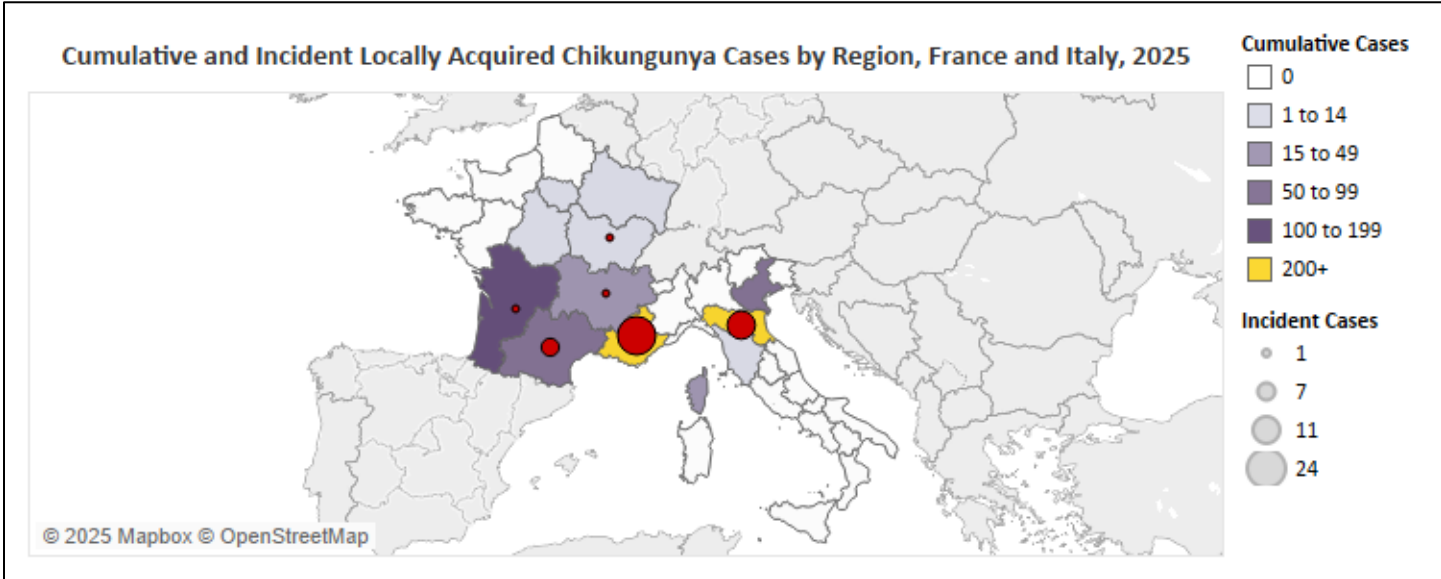 Cumulative and Incident Locally Acquired Chikungunya Cases by Region, France and Italy, 2025
Cumulative Cases
0
1 to 14
15 to 49
50 to 99
100 to 199
200+
Incident Cases
1
7
11
24
© 2025 Mapbox © OpenStreetMap